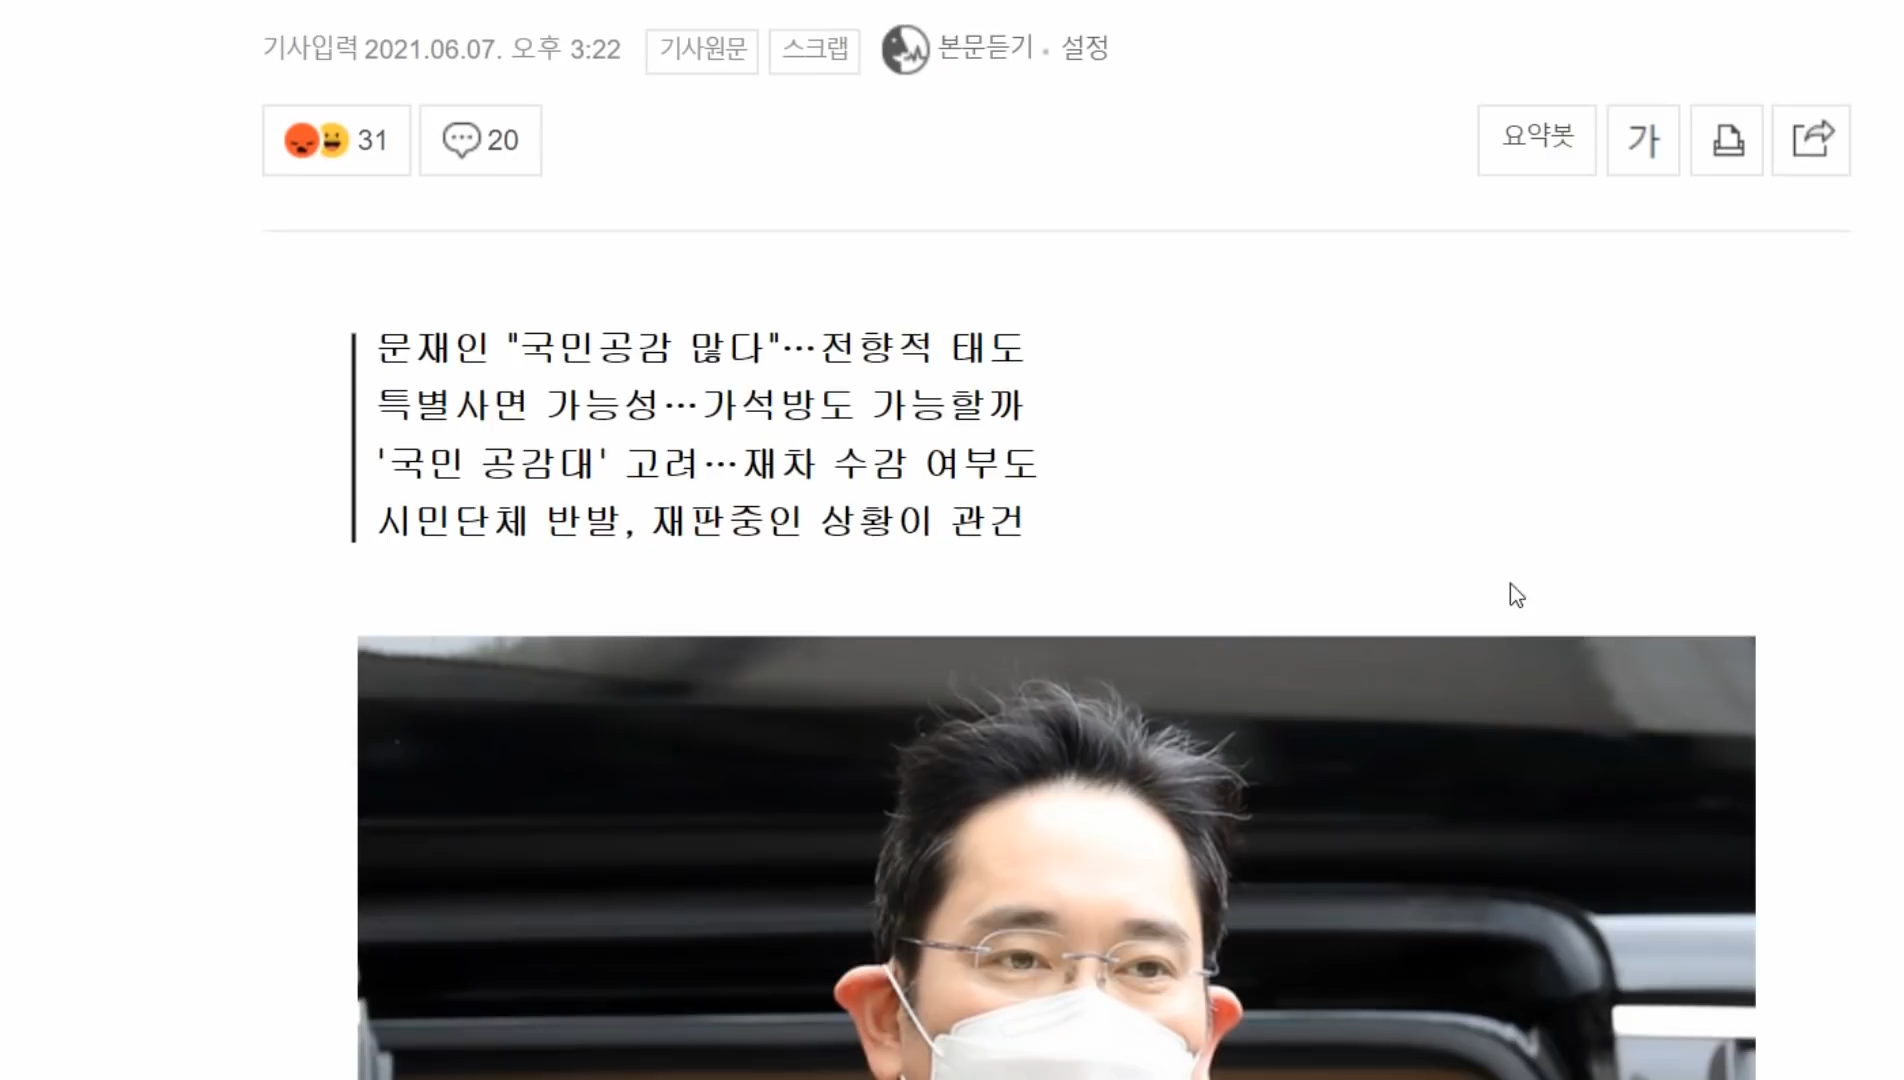 기사입력 2021.06.07. 오후 3:22 기사원문 스크랩 본문듣기 · 설정
31 20 요약봇 가
문재인 "국민공감 많다"…전향적 태도
특별사면 가능성…가석방도 가능할까
'국민 공감대' 고려…재차 수감 여부도
시민단체 반발, 재판중인 상황이 관건